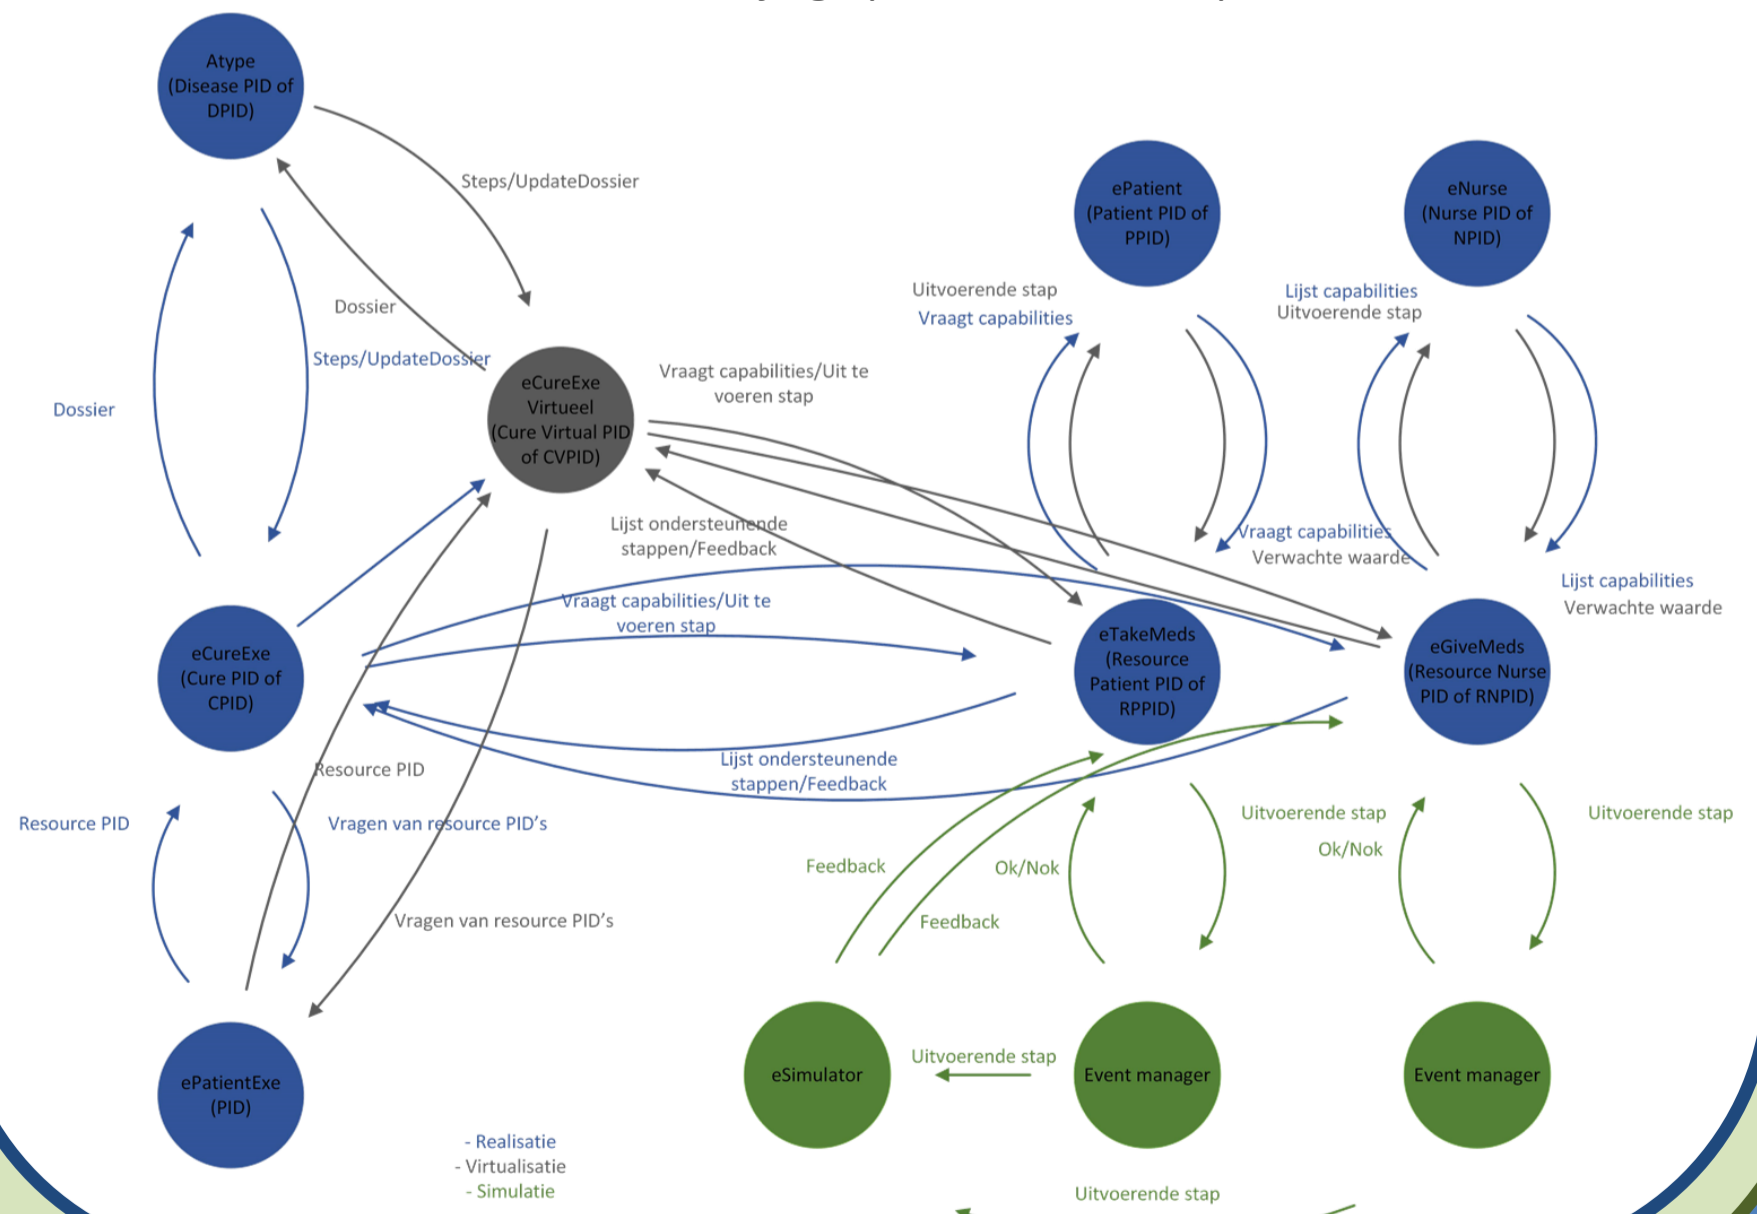 Atype
(Disease PID of
DPID)
Steps/UpdateDossier
ePatient
(Patient PID of
PPID)
eNurse
(Nurse PID of
NPID)
Uitvoerende stap
Vraagt capabilities
Lijst capabilities
Uitvoerende stap
Dossier
Steps/UpdateDossier
Dossier
eCureExe
Virtueel
(Cure Virtual PID
of CVPID)
Vraagt capabilities/Uit te
voeren stap
Lijst ondersteunende
stappen/Feedback
Vraagt capabilities
Verwachte waarde
Lijst capabilities
Verwachte waarde
Vraagt capabilities/Uit te
voeren stap
eCureExe
(Cure PID of
CPID)
eTakeMeds
(Resource
Patient PID of
RPPID)
eGiveMeds
(Resource Nurse
PID of RNPID)
Lijst ondersteunende
stappen/Feedback
Resource PID
Resource PID
Vragen van resource PID's
Uitvoerende stap
Uitvoerende stap
Ok/Nok
Feedback
Ok/Nok
Vragen van resource PID's
Feedback
ePatientExe
(PID)
eSimulator
Uitvoerende stap
Event manager
Event manager
- Realisatie
- Virtualisatie
- Simulatie
Uitvoerende stap